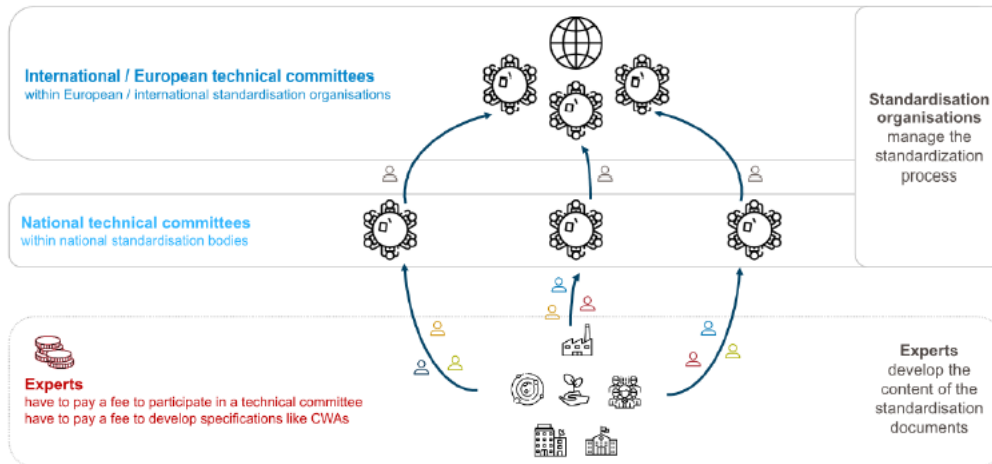 International / European technical committees
within European / international standardisation organisations
Standardisation
organisations
manage the
standardization
process
National technical committees
within national standardisation bodies
Experts
have to pay a fee to participate in a technical committee
have to pay a fee to develop specifications like CWAs
Experts
develop the
content of the
standardisation
documents